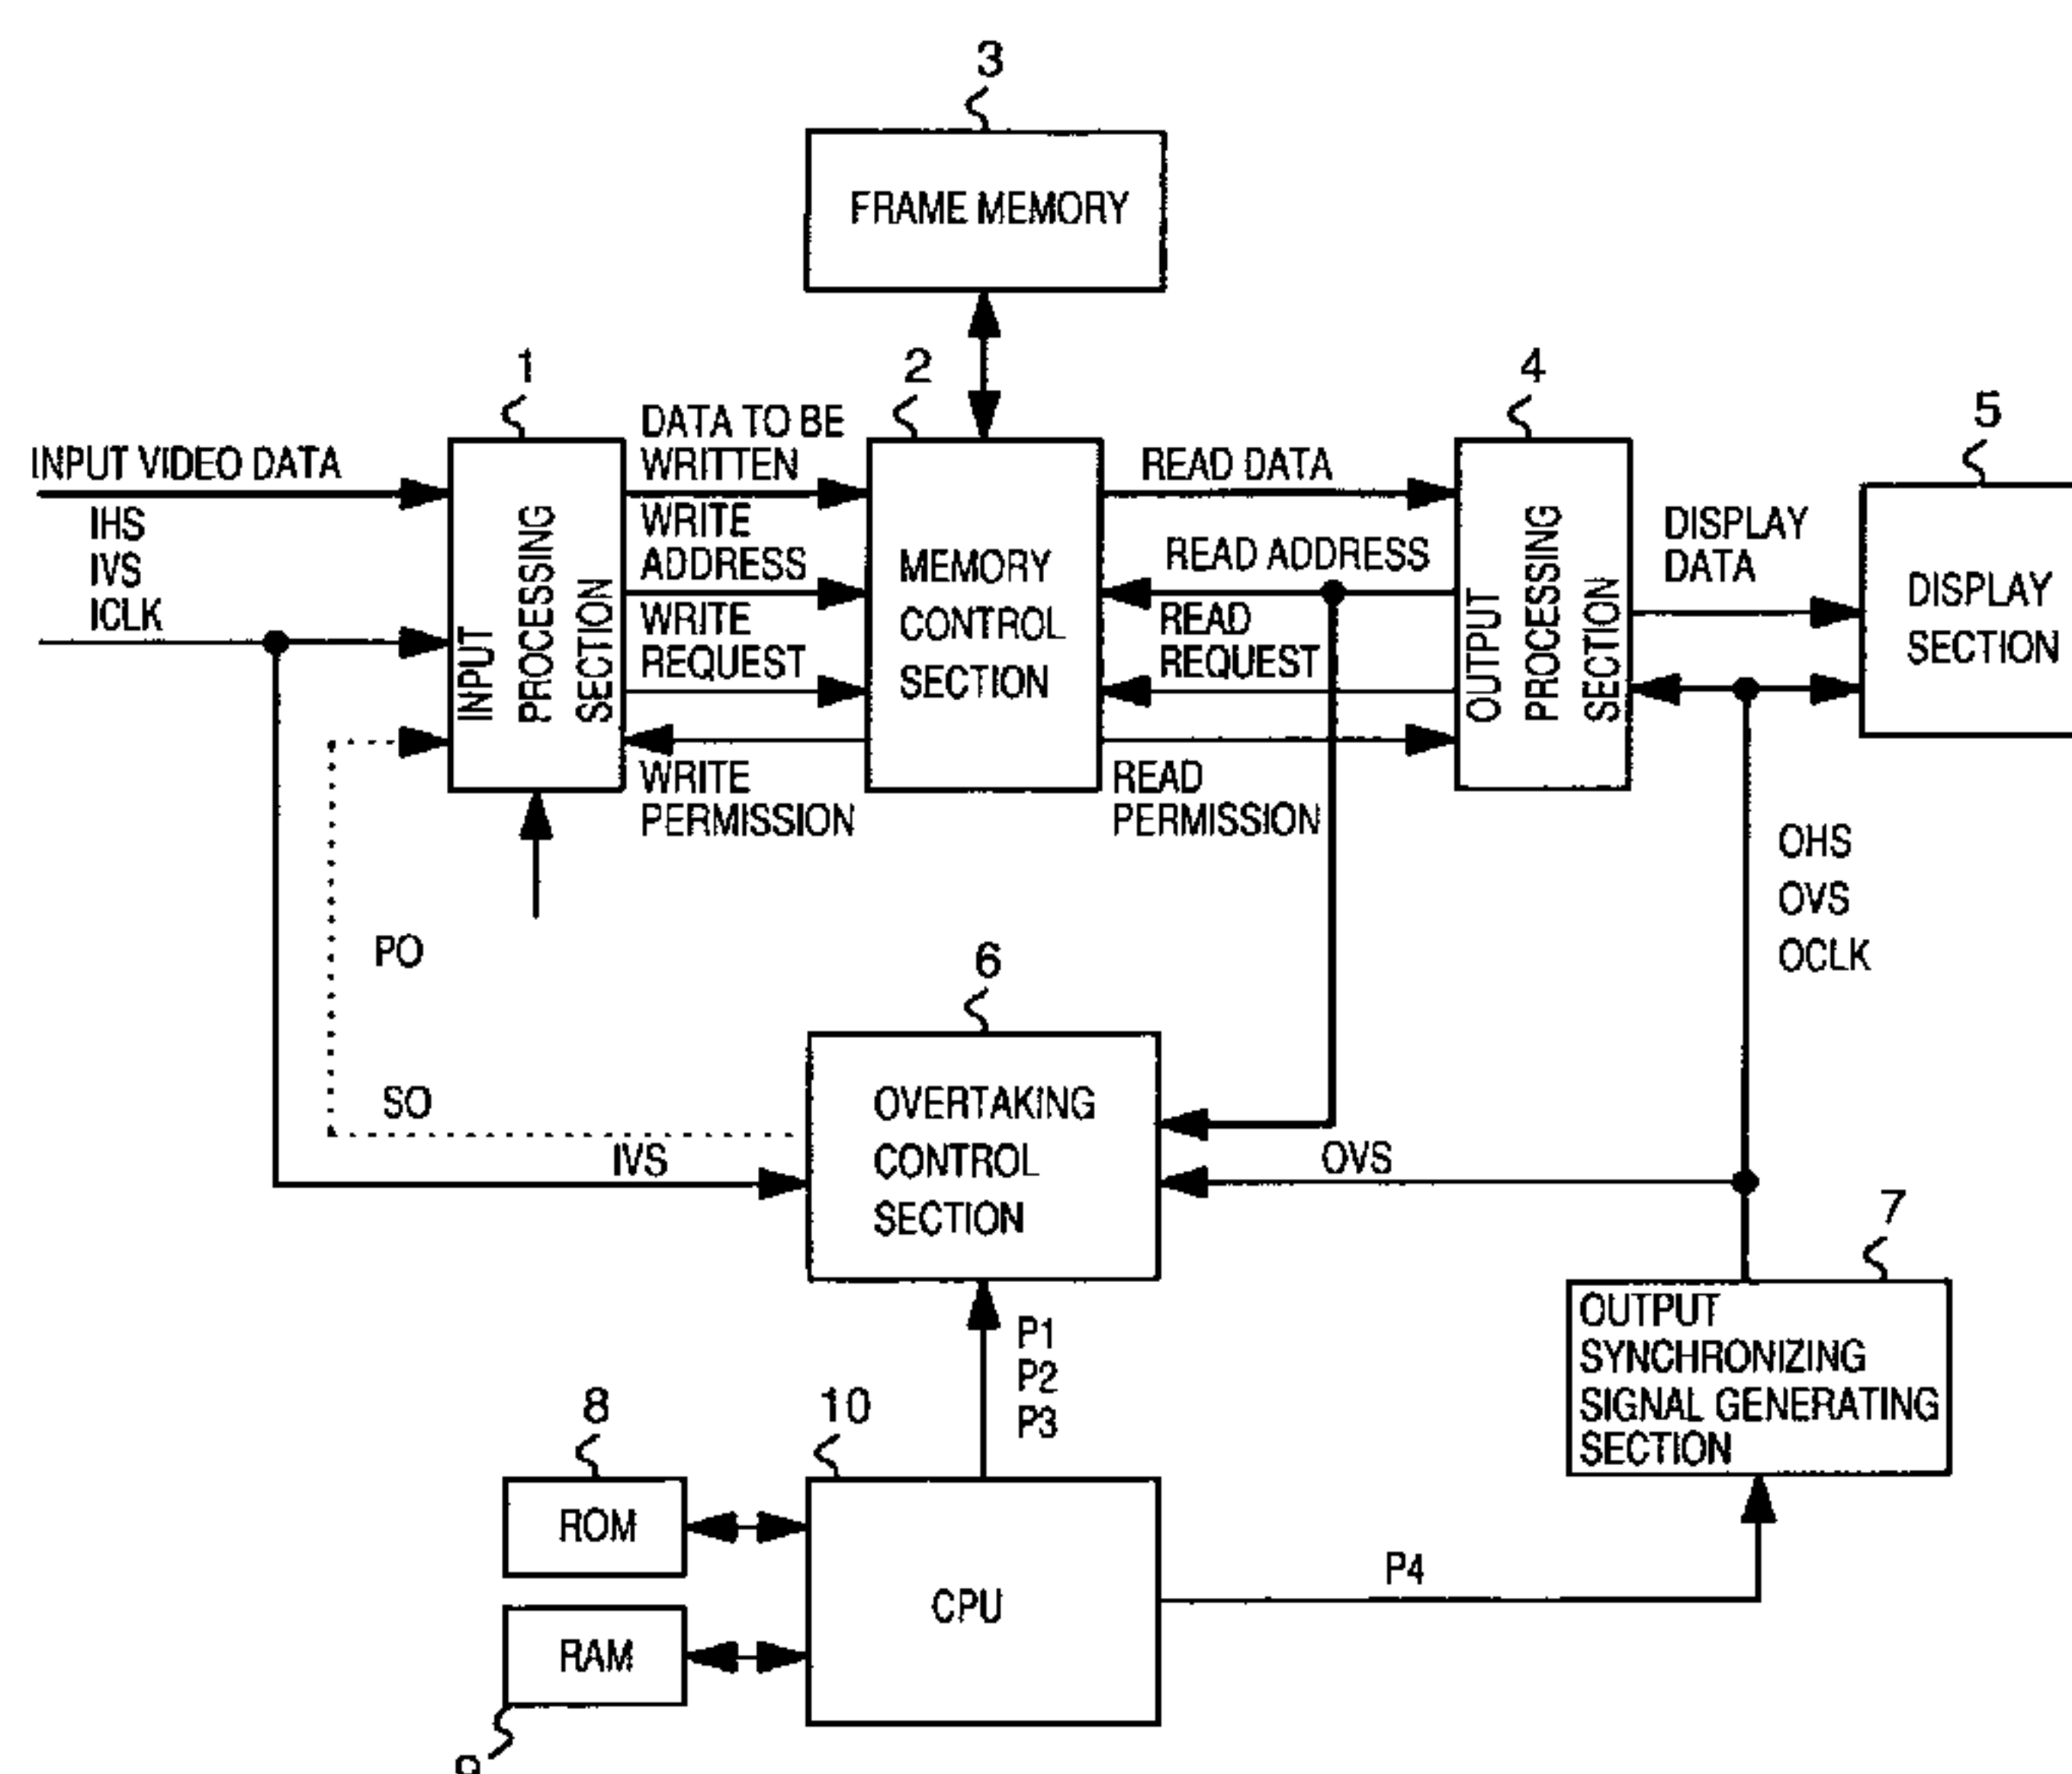 3
FRAME MEMORY
1
2
4
5
INPUT VIDEO DATA
IHS
IVS
ICLK
INPUT
PROCESSING
SECTION
DATA TO BE
WRITTEN
WRITE
ADDRESS
WRITE
REQUEST
WRITE
PERMISSION
MEMORY
CONTROL
SECTION
READ DATA
READ ADDRESS
READ
REQUEST
READ
PERMISSION
OUTPUT
PROCESSING
SECTION
DISPLAY
DATA
DISPLAY
SECTION
OHS
OVS
OCLK
PO
SO
IVS
6
OVERTAKING
CONTROL
SECTION
OVS
7
OUTPUT
SYNCHRONIZING
SIGNAL GENERATING
SECTION
P1
P2
P3
8
ROM
10
CPU
P4
RAM